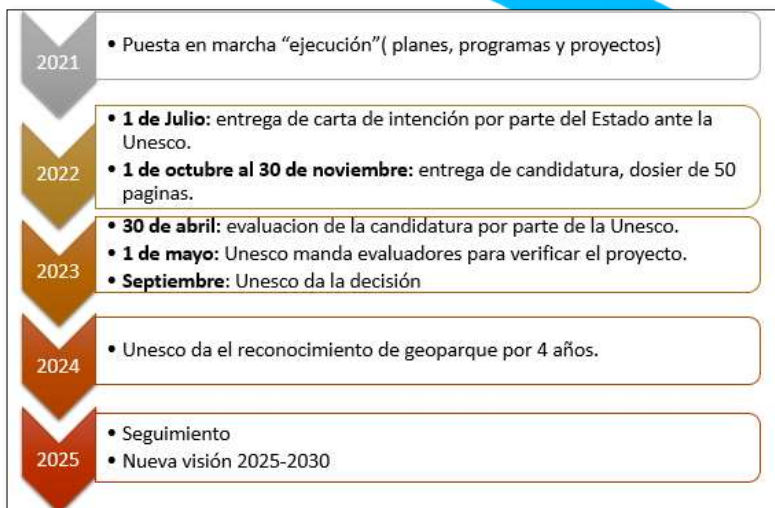 2021
• Puesta en marcha “ejecución”( planes, programas y proyectos)
2022
• 1 de Julio: entrega de carta de intención por parte del Estado ante la
Unesco.
• 1 de octubre al 30 de noviembre: entrega de candidatura, dosier de 50
paginas.
2023
• 30 de abril: evaluacion de la candidatura por parte de la Unesco.
• 1 de mayo: Unesco manda evaluadores para verificar el proyecto.
• Septiembre: Unesco da la decisión
2024
• Unesco da el reconocimiento de geoparque por 4 años.
2025
• Seguimiento
• Nueva visión 2025-2030